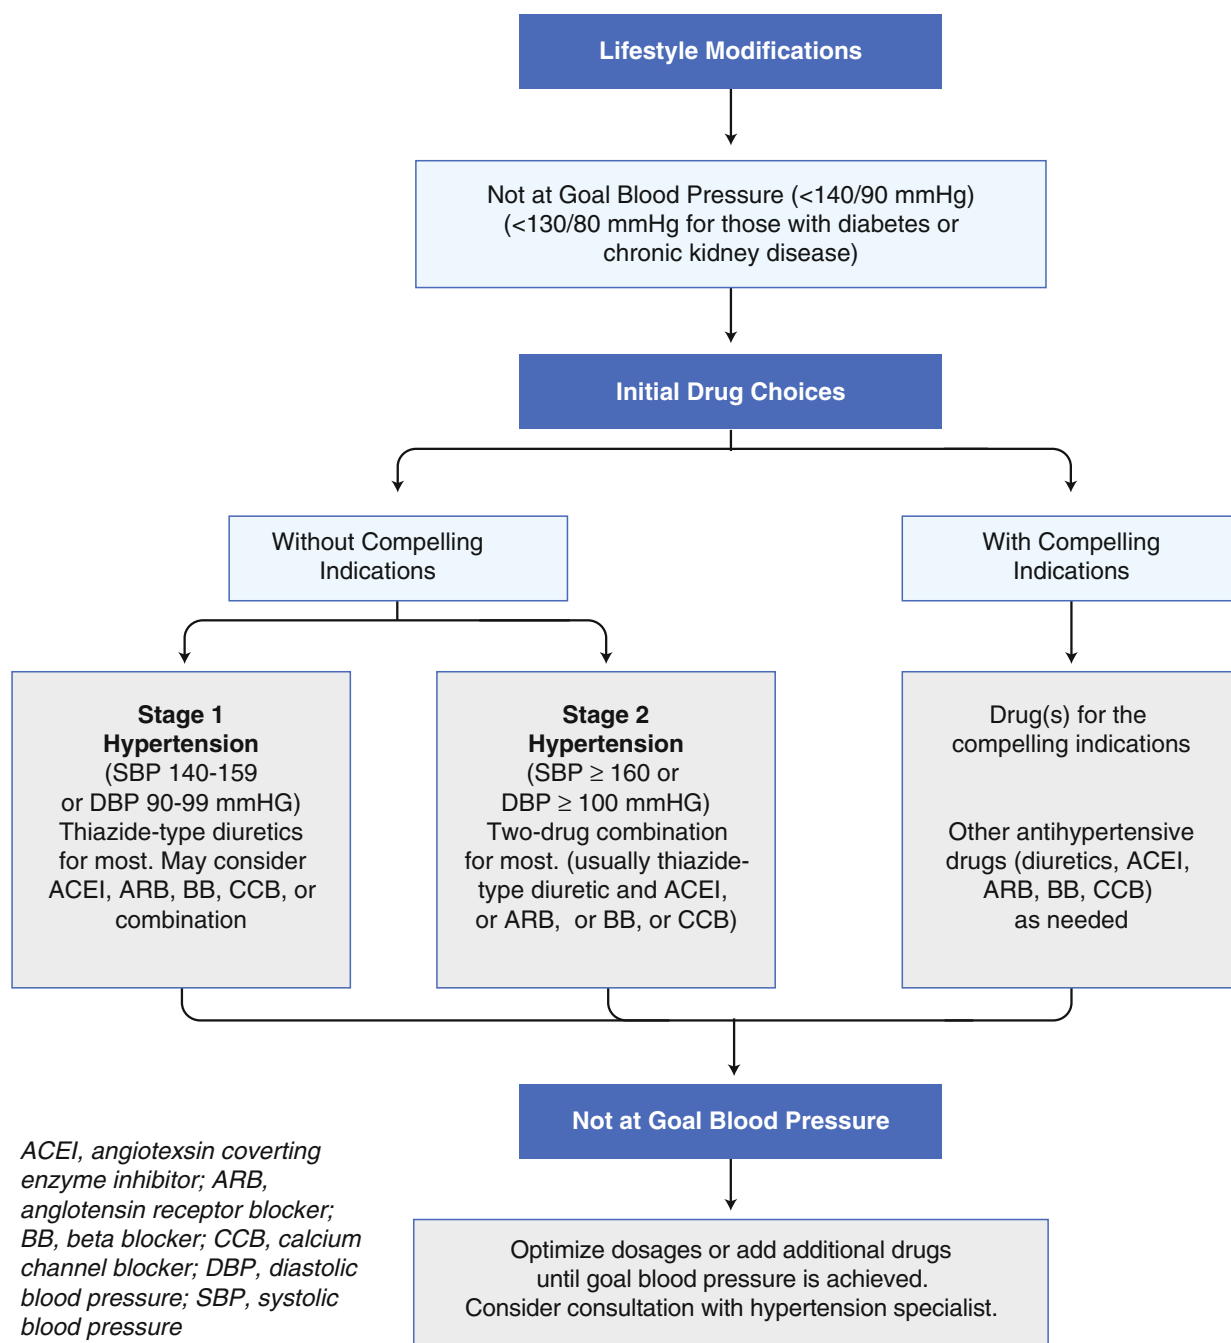 Lifestyle Modifications
Not at Goal Blood Pressure (<140/90 mmHg)
(<130/80 mmHg for those with diabetes or
chronic kidney disease)
Initial Drug Choices
Without Compelling
Indications
With Compelling
Indications
Stage 1
Hypertension
(SBP 140-159
or DBP 90-99 mmHG)
Thiazide-type diuretics
for most. May consider
ACEI, ARB, BB, CCB, or
combination
Stage 2
Hypertension
(SBP ≥ 160 or
DBP ≥ 100 mmHG)
Two-drug combination
for most. (usually thiazide-
type diuretic and ACEI,
or ARB, or BB, or CCB)
Drug(s) for the
compelling indications
Other antihypertensive
drugs (diuretics, ACEI,
ARB, BB, CCB)
as needed
Not at Goal Blood Pressure
Optimize dosages or add additional drugs
until goal blood pressure is achieved.
Consider consultation with hypertension specialist.
ACEI, angiotexsin coverting
enzyme inhibitor; ARB,
anglotensin receptor blocker;
BB, beta blocker; CCB, calcium
channel blocker; DBP, diastolic
blood pressure; SBP, systolic
blood pressure